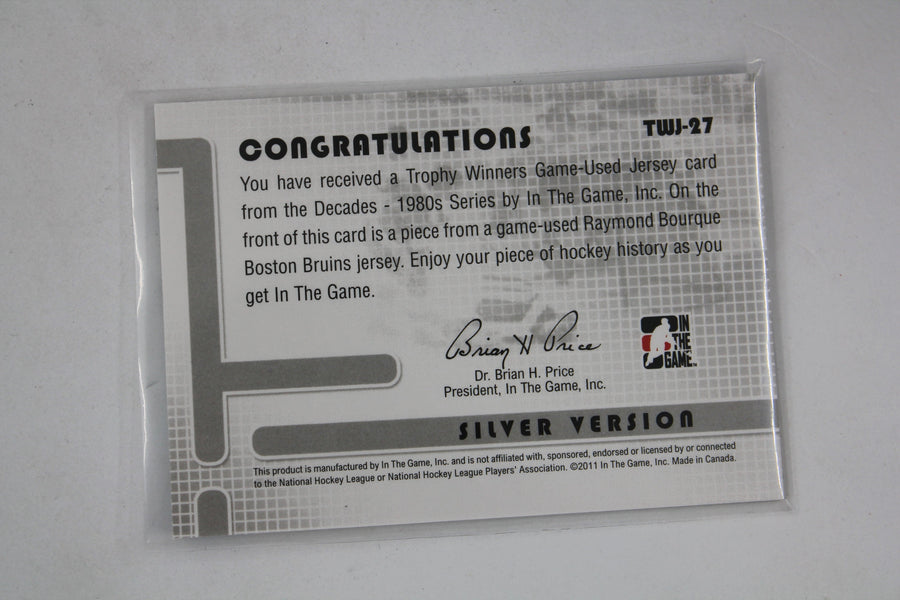 CONGRATULATIONS
TWJ-27
You have received a Trophy Winners Game-Used Jersey card
from the Decades - 1980s Series by In The Game, Inc. On the
front of this card is a piece from a game-used Raymond Bourque
Boston Bruins jersey. Enjoy your piece of hockey history as you
get In The Game.
Brian H Price
Dr. Brian H. Price
President, In The Game, Inc.
IN
THE
GAME
SILVER VERSION
This product is manufactured by In The Game, Inc. and is not affiliated with, sponsored, endorsed or licensed by or connected
to the National Hockey League or National Hockey League Players' Association. ©2011 In The Game, Inc. Made in Canada.